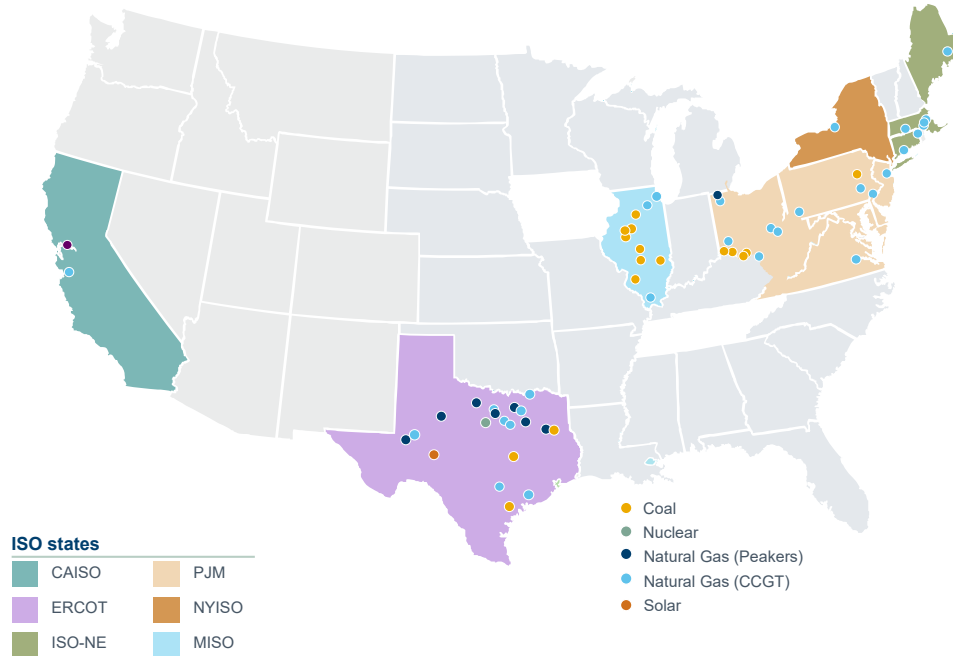 ISO states
CAISO
PJM
ERCOT
NYISO
ISO-NE
MISO
Coal
Nuclear
Natural Gas (Peakers)
Natural Gas (CCGT)
Solar